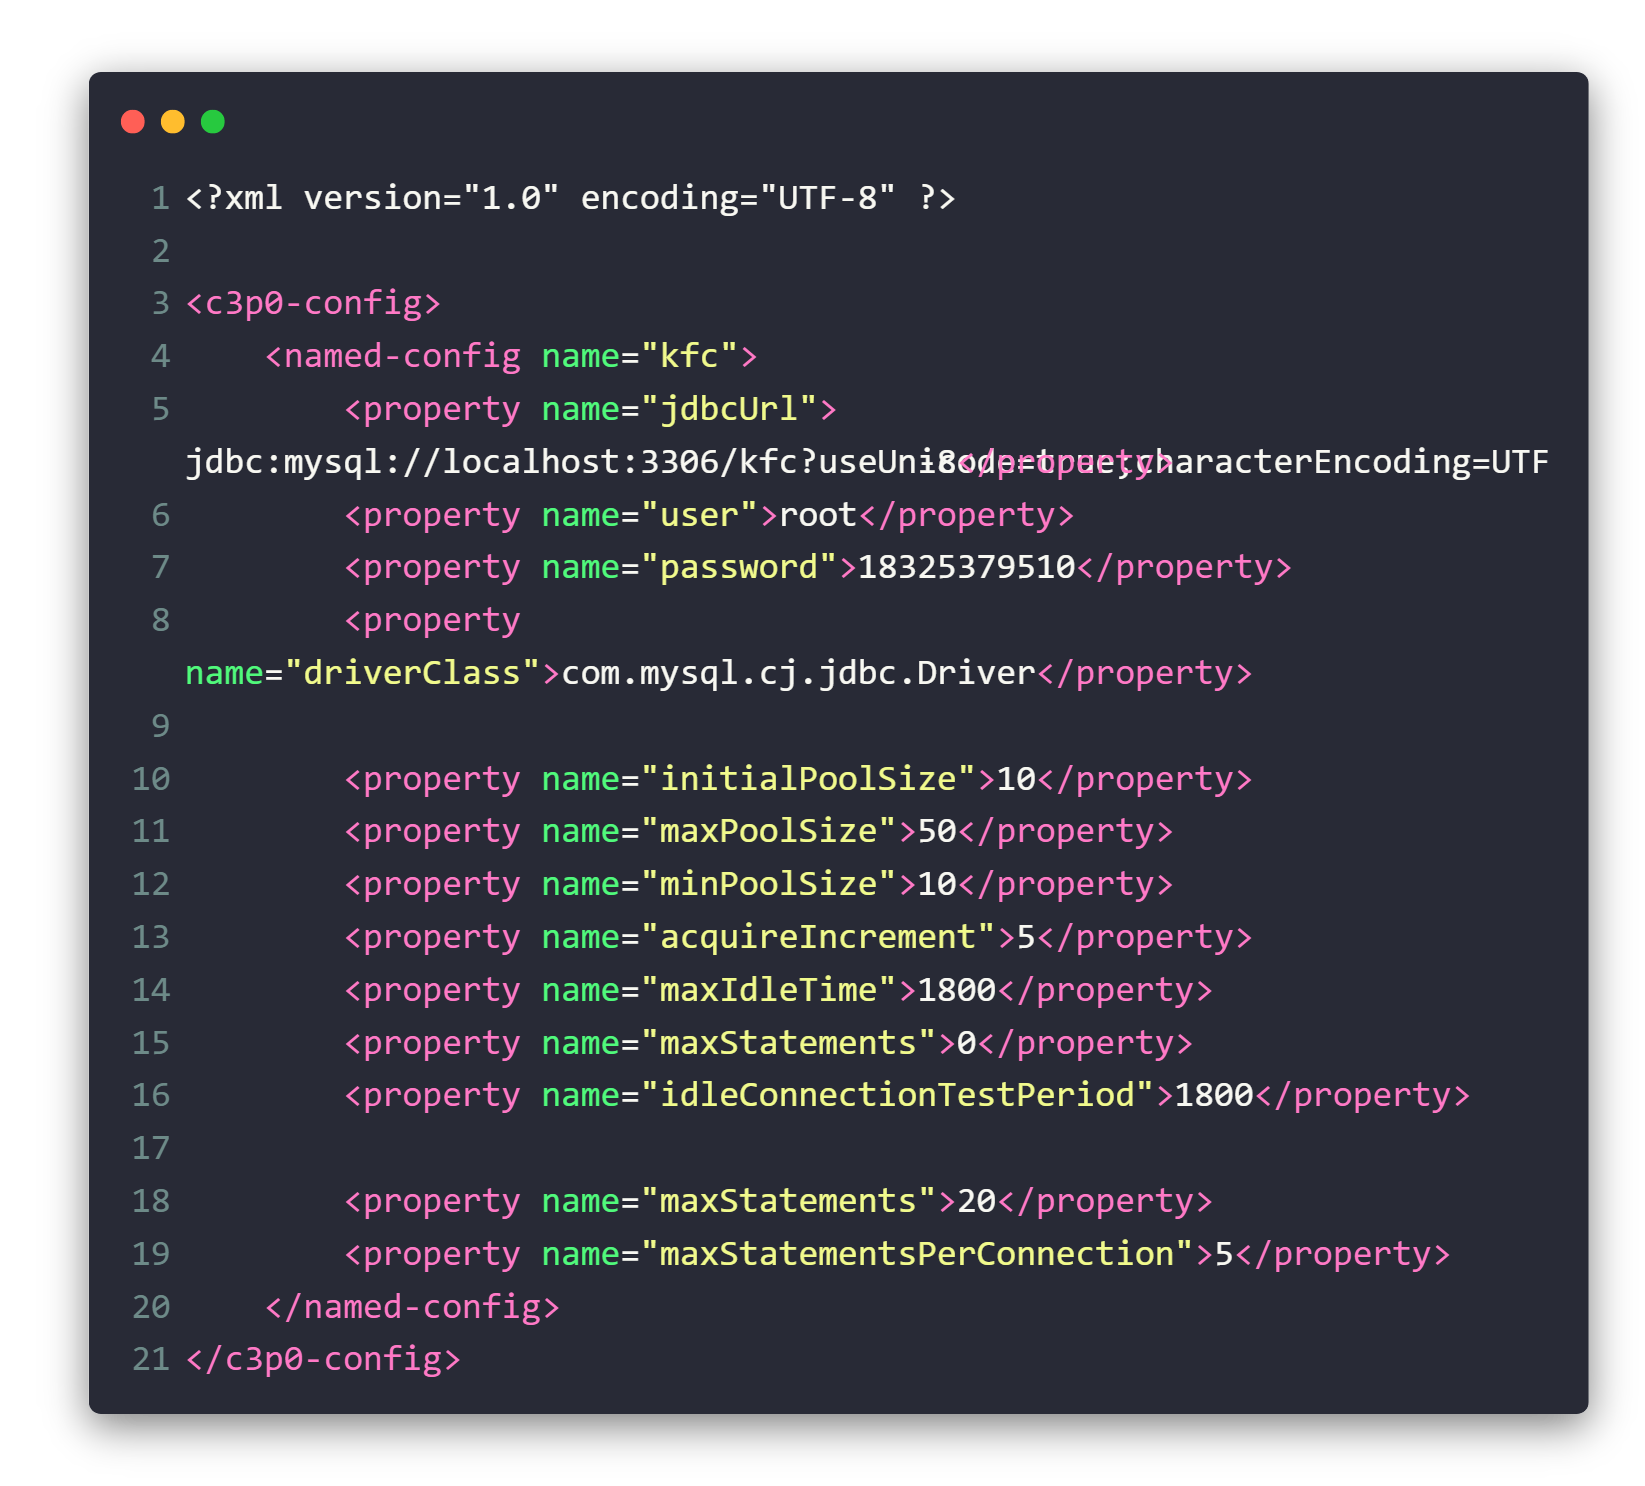 1 <?xml version="1.0" encoding="UTF-8" ?>
2
3 <c3p0-config>
4     <named-config name="kfc">
5         <property name="jdbcUrl">
jdbc:mysql://localhost:3306/kfc?useUnicode=true;characterEncoding=UTF-8</property>
6         <property name="user">root</property>
7         <property name="password">18325379510</property>
8         <property
name="driverClass">com.mysql.cj.jdbc.Driver</property>
9
10         <property name="initialPoolSize">10</property>
11         <property name="maxPoolSize">50</property>
12         <property name="minPoolSize">10</property>
13         <property name="acquireIncrement">5</property>
14         <property name="maxIdleTime">1800</property>
15         <property name="maxStatements">0</property>
16         <property name="idleConnectionTestPeriod">1800</property>
17
18         <property name="maxStatements">20</property>
19         <property name="maxStatementsPerConnection">5</property>
20     </named-config>
21 </c3p0-config>